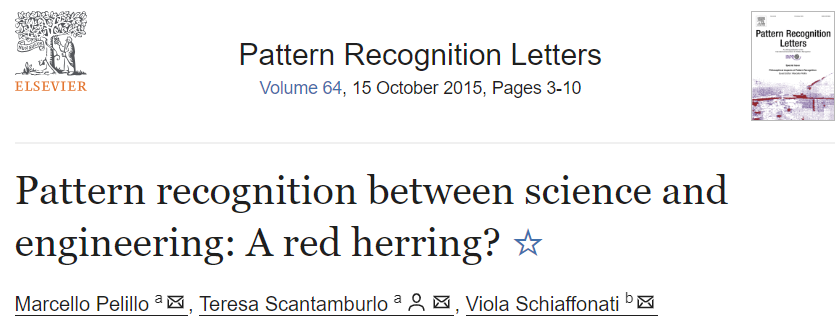 ELSEVIER
Pattern Recognition Letters
Volume 64, 15 October 2015, Pages 3-10
Pattern Recognition
Letters
Pattern recognition between science and
engineering: A red herring? ☆
Marcello Pelillo a, Teresa Scantamburlo a, Viola Schiaffonati b